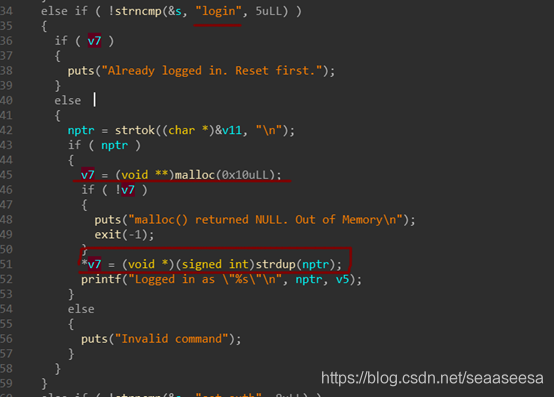 34 else if ( !strncmp(&s, "login", 5uLL) )
35 {
36 if ( v7 )
37 {
38 puts("Already logged in. Reset first.");
39 }
40 else
41 {
42 nptr = strtok((char *)&v11, "\n");
43 if ( nptr )
44 {
45 v7 = (void **)malloc(0x10uLL);
46 if ( !v7 )
47 {
48 puts("malloc() returned NULL. Out of Memory\n");
49 exit(-1);
50 }
51 *v7 = (void *)(signed int)strdup(nptr);
52 printf("Logged in as \"%s\"\n", nptr, v5);
53 }
54 else
55 {
56 puts("Invalid command");
57 }
58 }
59 }
https://blog.csdn.net/seaaseesa